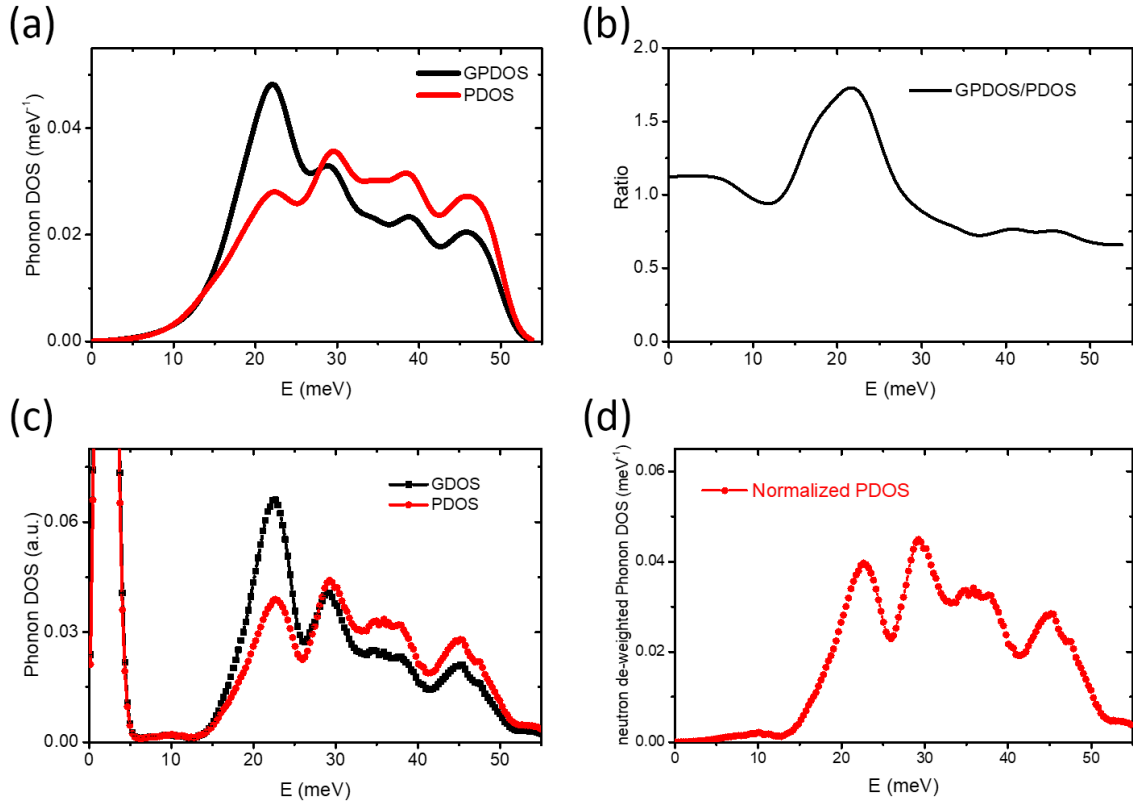 (a)
GPDOS
PDOS
Phonon DOS (meV⁻¹)
0.04
0.02
0.00
0 10 20 30 40 50
E (meV)
(b)
GPDOS/PDOS
Ratio
2.0
1.5
1.0
0.5
0.0
0 10 20 30 40 50
E (meV)
(c)
GDOS
PDOS
Phonon DOS (a.u.)
0.06
0.03
0.00
0 10 20 30 40 50
E (meV)
(d)
Normalized PDOS
neutron de-weighted Phonon DOS (meV⁻¹)
0.06
0.04
0.02
0.00
0 10 20 30 40 50
E (meV)